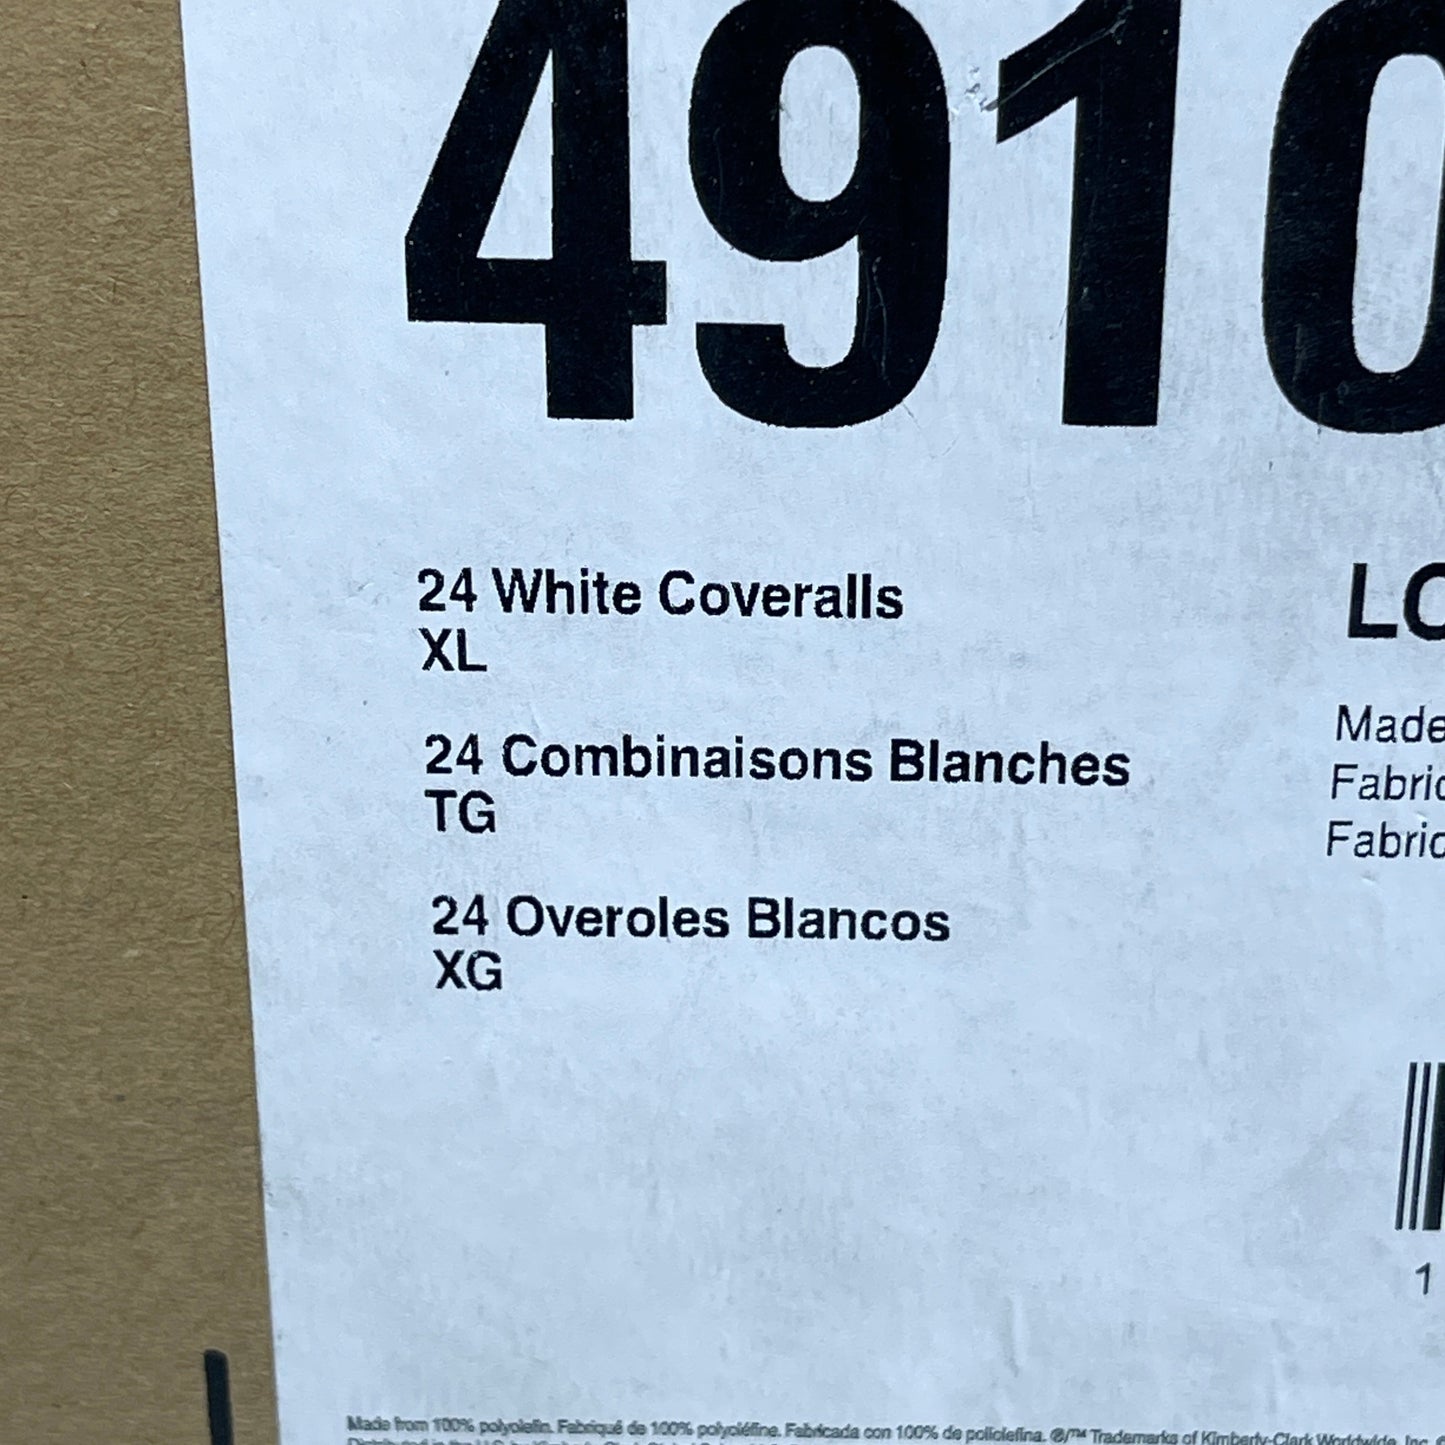 4910
24 White Coveralls
XL
LO
24 Combinaisons Blanches
TG
Made
Fabric
Fabric
24 Overoles Blancos
XG
1
Made from 100% polyolefin. Fabriqué de 100% polyoléfine. Fabricada con 100% de poliolefina. ®/™ Trademarks of Kimberly-Clark Worldwide, Inc.